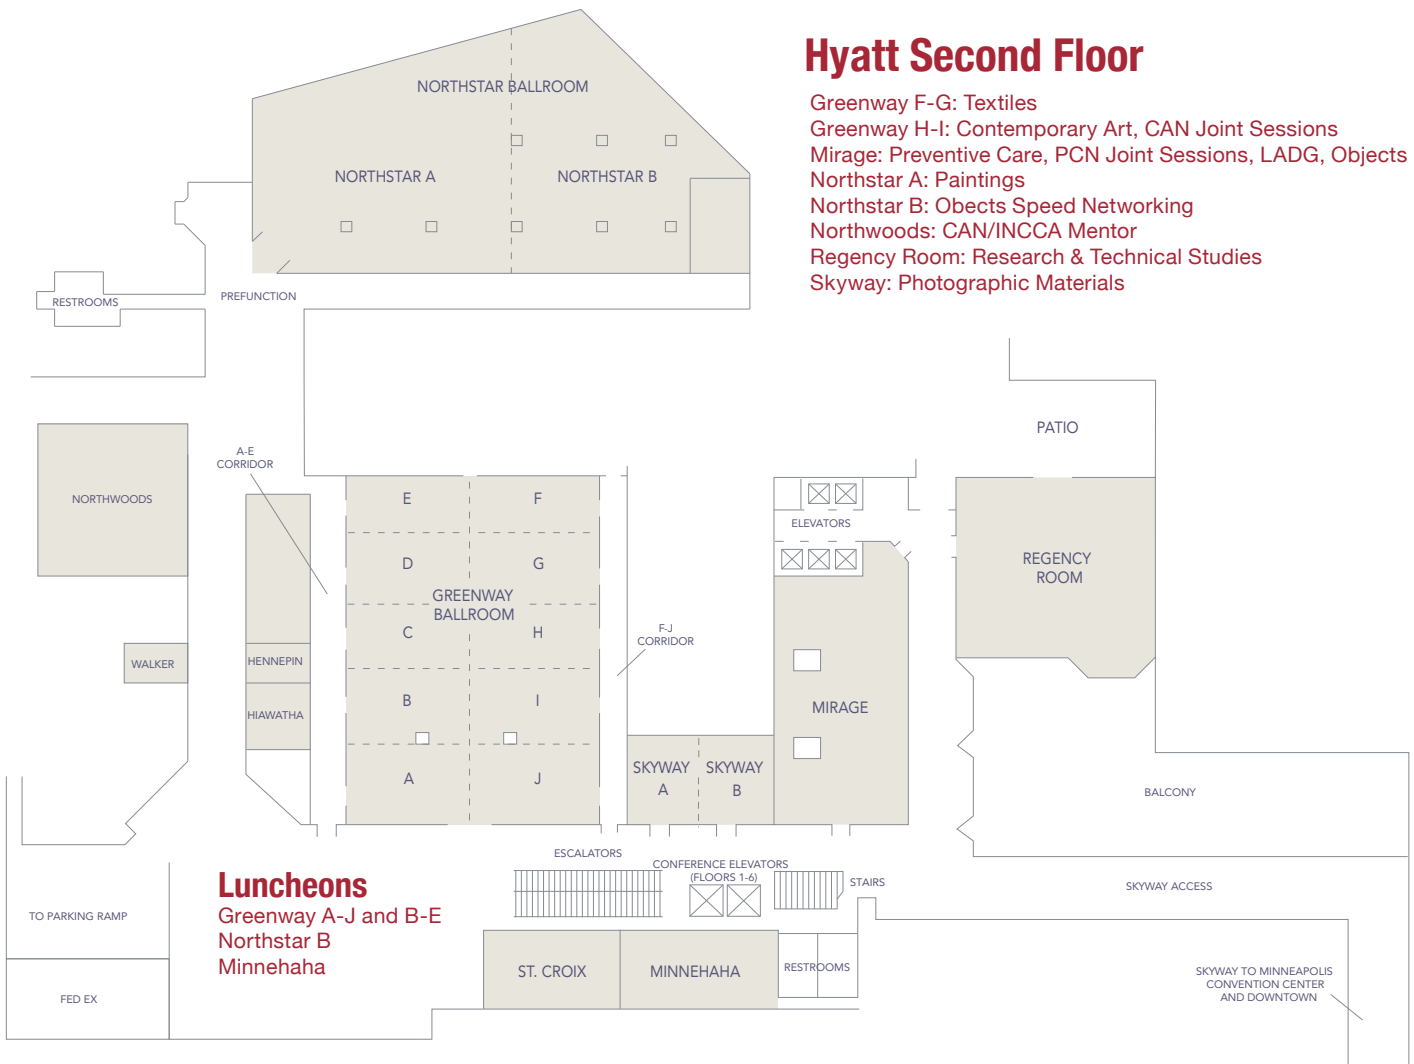 Hyatt Second Floor
Greenway F-G: Textiles
Greenway H-I: Contemporary Art, CAN Joint Sessions
Mirage: Preventive Care, PCN Joint Sessions, LADG, Objects
Northstar A: Paintings
Northstar B: Obects Speed Networking
Northwoods: CAN/INCCA Mentor
Regency Room: Research & Technical Studies
Skyway: Photographic Materials
NORTHSTAR BALLROOM
NORTHSTAR A
NORTHSTAR B
RESTROOMS
PREFUNCTION
PATIO
A-E
CORRIDOR
NORTHWOODS
E
F
ELEVATORS
D
G
REGENCY
ROOM
GREENWAY
BALLROOM
C
H
F-J
CORRIDOR
WALKER
HENNEPIN
HIAWATHA
B
I
MIRAGE
A
J
SKYWAY
A
SKYWAY
B
BALCONY
ESCALATORS
CONFERENCE ELEVATORS
(FLOORS 1-6)
STAIRS
SKYWAY ACCESS
Luncheons
Greenway A-J and B-E
Northstar B
Minnehaha
TO PARKING RAMP
FED EX
ST. CROIX
MINNEHAHA
RESTROOMS
SKYWAY TO MINNEAPOLIS
CONVENTION CENTER
AND DOWNTOWN